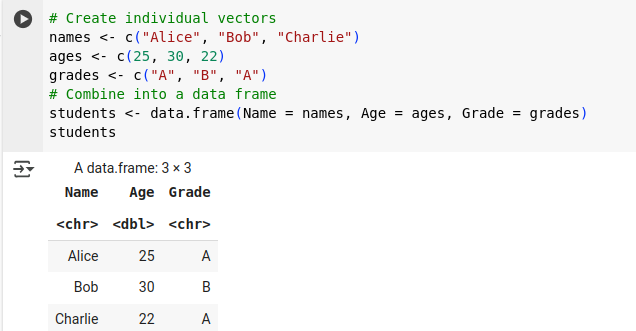 # Create individual vectors
names <- c("Alice", "Bob", "Charlie")
ages <- c(25, 30, 22)
grades <- c("A", "B", "A")
# Combine into a data frame
students <- data.frame(Name = names, Age = ages, Grade = grades)
students
A data.frame: 3 × 3
Name Age Grade
<chr> <dbl> <chr>
Alice 25 A
Bob 30 B
Charlie 22 A